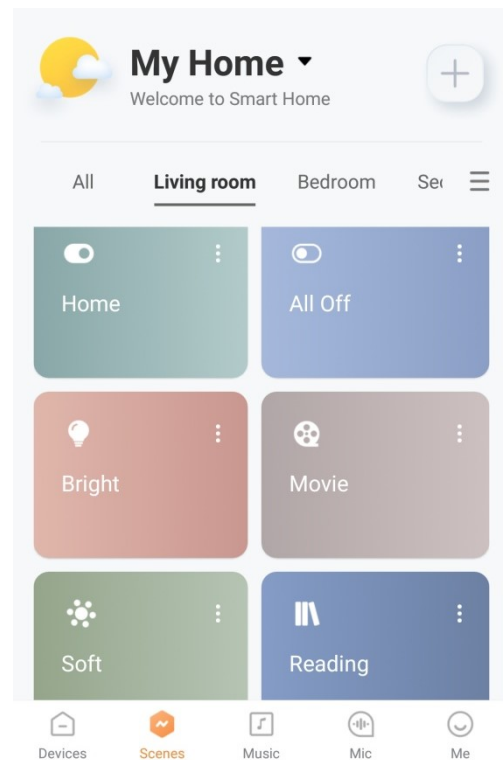 My Home
Welcome to Smart Home
All Living room Bedroom Sec
Home All Off
Bright Movie
Soft Reading
Devices Scenes Music Mic Me